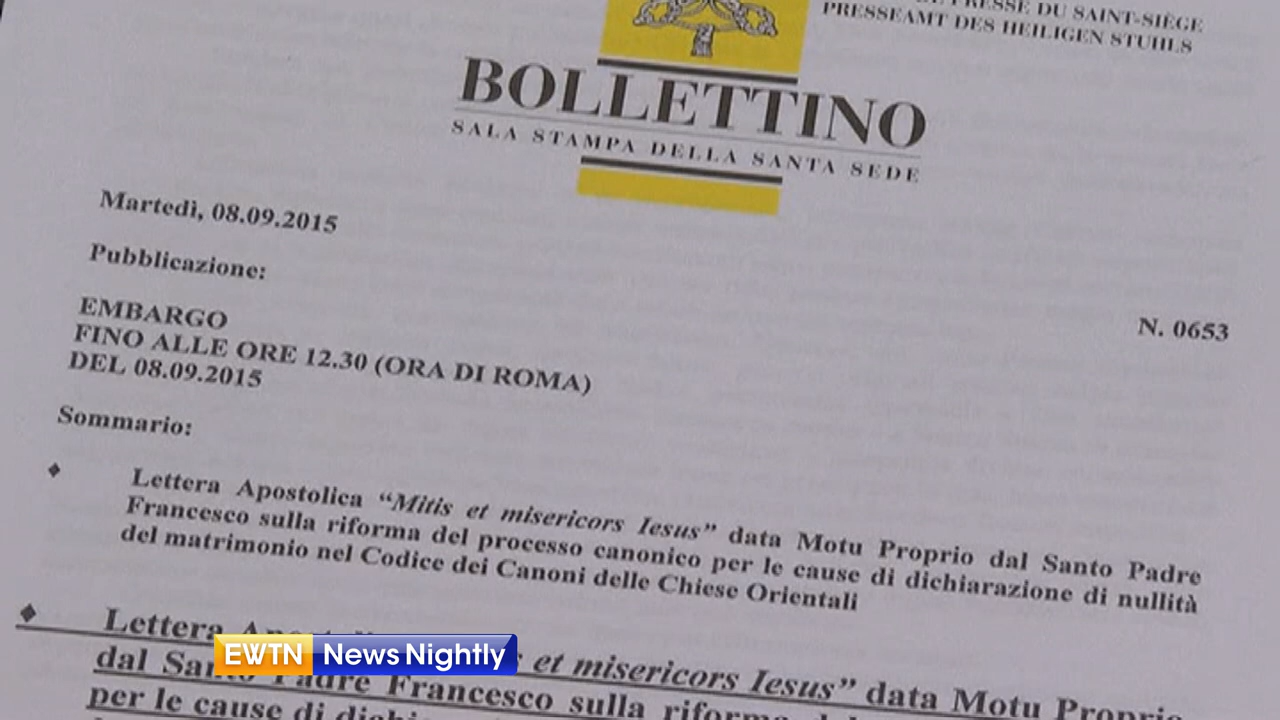 PRESSE DU SAINT-SIÈGE
PRESSEAMT DES HEILIGEN STUHLS
BOLLETTINO
SALA STAMPA DELLA SANTA SEDE
Martedì, 08.09.2015
Pubblicazione:
N. 0653
EMBARGO
FINO ALLE ORE 12.30 (ORA DI ROMA)
DEL 08.09.2015
Sommario:
Lettera Apostolica “Mitis et misericors Iesus” data Motu Proprio dal Santo Padre
Francesco sulla riforma del processo canonico per le cause di dichiarazione di nullità
del matrimonio nel Codice dei Canoni delle Chiese Orientali
Lettera et misericors Iesus” data Motu Proprio
dal Santo Padre Francesco sulla riforma
per le cause di
EWTN News Nightly